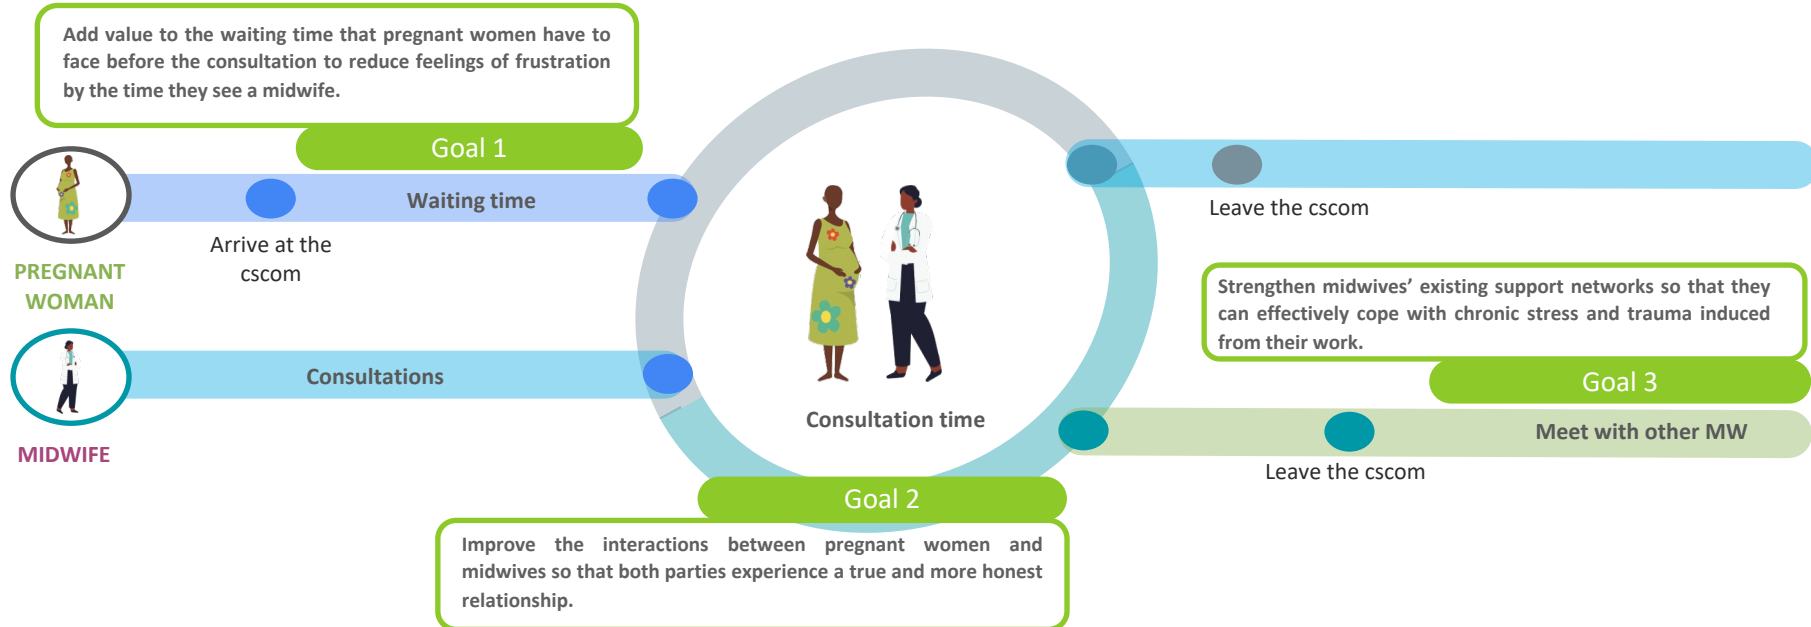 Add value to the waiting time that pregnant women have to
face before the consultation to reduce feelings of frustration
by the time they see a midwife.
Goal 1
Waiting time
Arrive at the
cscom
PREGNANT
WOMAN
Consultations
MIDWIFE
Consultation time
Goal 2
Improve the interactions between pregnant women and
midwives so that both parties experience a true and more honest
relationship.
Leave the cscom
Strengthen midwives’ existing support networks so that they
can effectively cope with chronic stress and trauma induced
from their work.
Goal 3
Meet with other MW
Leave the cscom